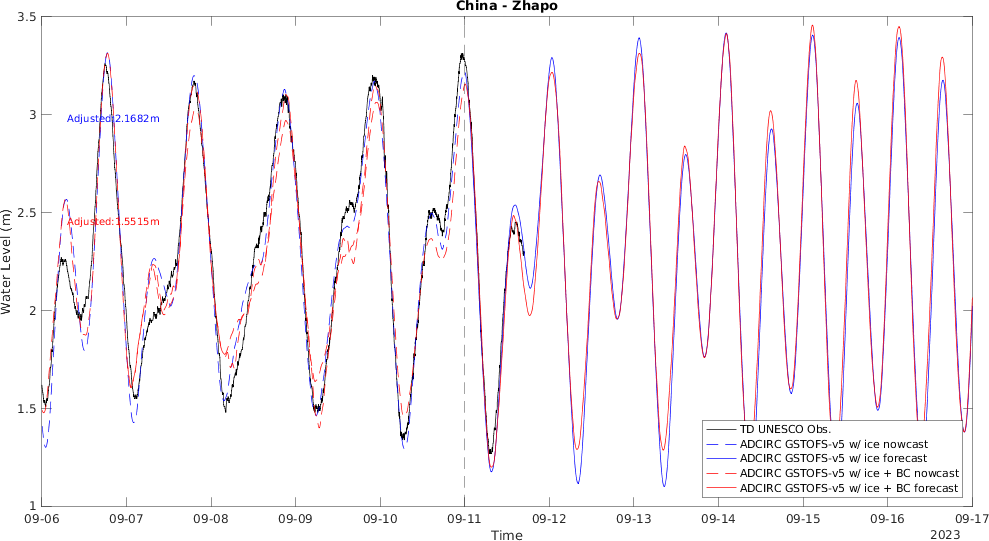 China - Zhapo
3.5
3
2.5
2
1.5
1
Water Level (m)
Adjusted:2.1682m
Adjusted:1.5515m
TD UNESCO Obs.
ADCIRC GSTOFS-v5 w/ ice nowcast
ADCIRC GSTOFS-v5 w/ ice forecast
ADCIRC GSTOFS-v5 w/ ice + BC nowcast
ADCIRC GSTOFS-v5 w/ ice + BC forecast
09-06 09-07 09-08 09-09 09-10 09-11 09-12 09-13 09-14 09-15 09-16 09-17
Time
2023